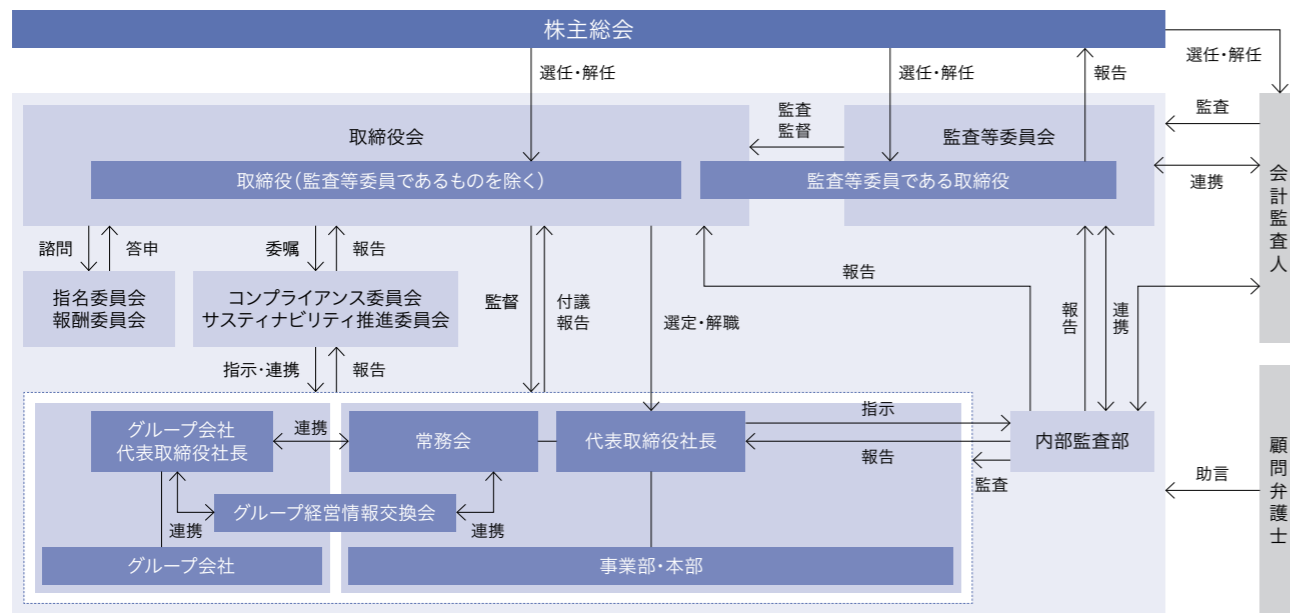 株主総会
選任・解任
選任・解任
報告
選任・解任
取締役会
監査
監督
監査等委員会
監査
取締役（監査等委員であるものを除く）
監査等委員である取締役
連携
会計監査人
諮問
答申
委嘱
報告
監督
付議
報告
選定・解職
報告
報告
連携
指名委員会
報酬委員会
コンプライアンス委員会
サスティナビリティ推進委員会
指示・連携
報告
グループ会社
代表取締役社長
連携
常務会
代表取締役社長
指示
報告
監査
内部監査部
顧問弁護士
助言
連携
グループ経営情報交換会
連携
グループ会社
事業部・本部